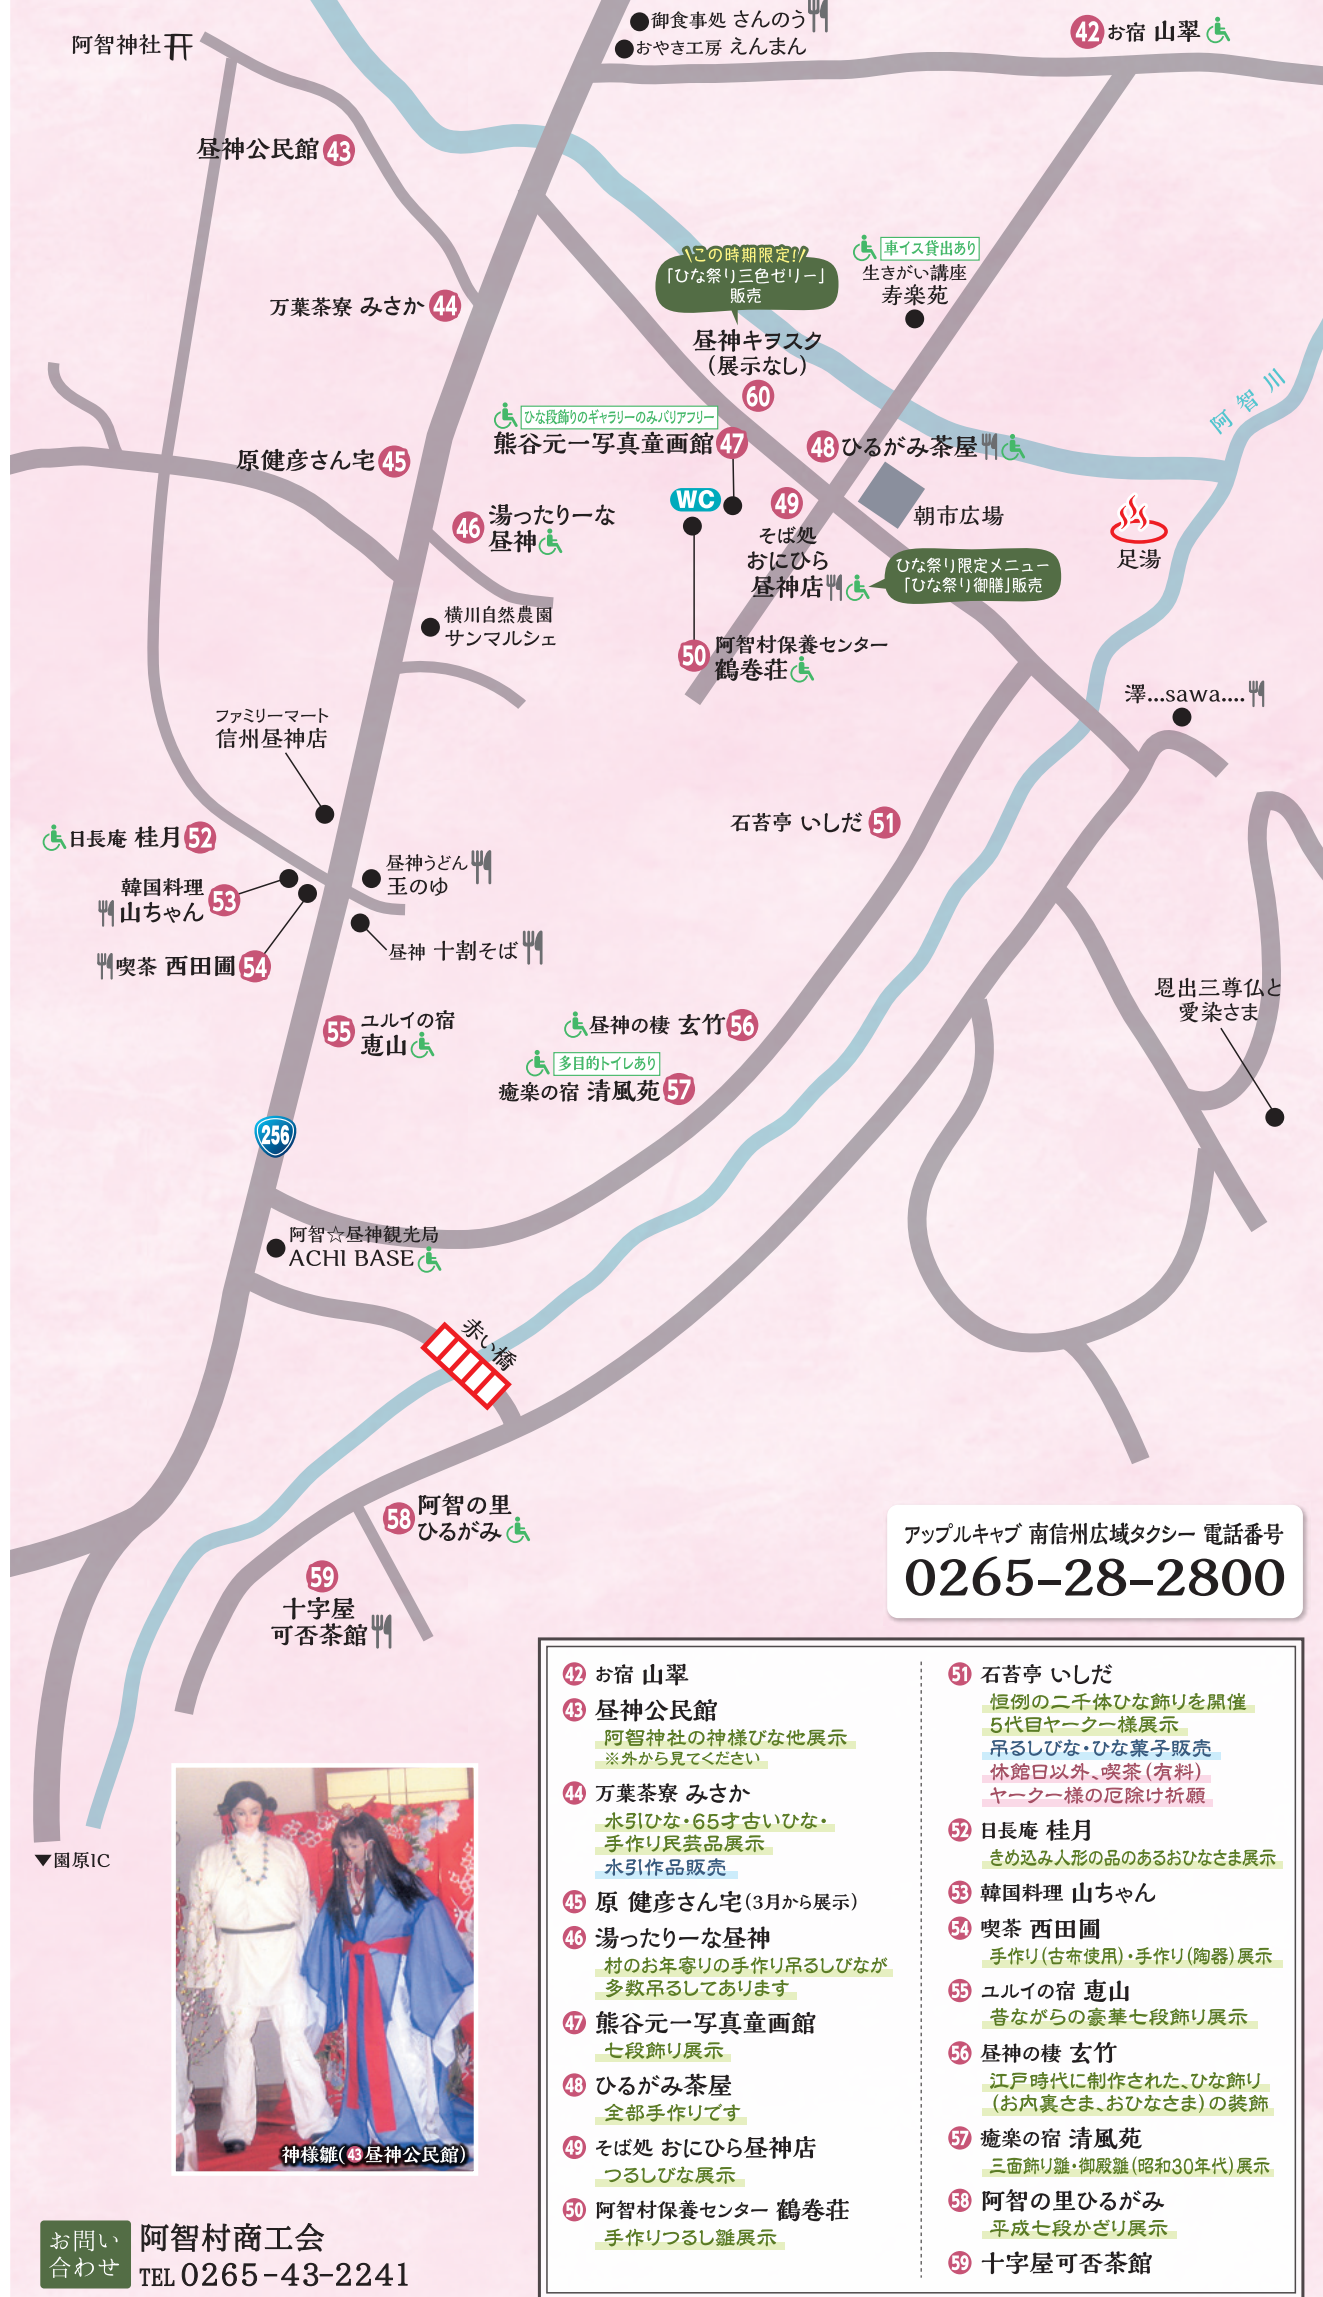 御食事処 さんのう
おやき工房 えんまん
42 お宿 山翠
阿智神社
昼神公民館 43
この時期限定!
「ひな祭り三色ゼリー」
販売
昼神キヲスク
(展示なし)
60
車イス貸出あり
生きがい講座
寿楽苑
万葉茶寮 みさか 44
阿智川
ひな段飾りのギャラリーのみバリアフリー
熊谷元一写真童画館 47
48 ひるがみ茶屋
原健彦さん宅 45
46 湯ったりーな
昼神
WC
49
そば処
おにひら
昼神店
朝市広場
足湯
ひな祭り限定メニュー
「ひな祭り御膳」販売
横川自然農園
サンマルシェ
50 阿智村保養センター
鶴巻荘
澤...sawa....
ファミリーマート
信州昼神店
石苔亭 いしだ 51
日長庵 桂月 52
韓国料理
山ちゃん 53
昼神うどん
玉のゆ
喫茶 西田圃 54
昼神 十割そば
恩出三尊仏と
愛染さま
55 ユルイの宿
恵山
昼神の棲 玄竹 56
多目的トイレあり
癒楽の宿 清風苑 57
256
阿智☆昼神観光局
ACHI BASE
赤い橋
58 阿智の里
ひるがみ
59
十字屋
可否茶館
アップルキャブ 南信州広域タクシー 電話番号
0265-28-2800
▼園原IC
42 お宿 山翠
43 昼神公民館
阿智神社の神様びな他展示
※外から見てください
44 万葉茶寮 みさか
水引ひな・65才古いひな・
手作り民芸品展示
水引作品販売
45 原 健彦さん宅(3月から展示)
46 湯ったりーな昼神
村のお年寄りの手作り吊るしびなが
多数吊るしてあります
47 熊谷元一写真童画館
七段飾り展示
48 ひるがみ茶屋
全部手作りです
49 そば処 おにひら昼神店
つるしびな展示
50 阿智村保養センター 鶴巻荘
手作りつるし雛展示
51 石苔亭 いしだ
恒例の二千体ひな飾りを開催
5代目ヤークー様展示
吊るしびな・ひな菓子販売
休館日以外、喫茶(有料)
ヤークー様の厄除け祈願
52 日長庵 桂月
きめ込み人形の品のあるおひなさま展示
53 韓国料理 山ちゃん
54 喫茶 西田圃
手作り(古布使用)・手作り(陶器)展示
55 ユルイの宿 恵山
昔ながらの豪華七段飾り展示
56 昼神の棲 玄竹
江戸時代に制作された、ひな飾り
(お内裏さま、おひなさま)の装飾
57 癒楽の宿 清風苑
三面飾り雛・御殿雛(昭和30年代)展示
58 阿智の里ひるがみ
平成七段かざり展示
59 十字屋可否茶館
神様雛(43昼神公民館)
お問い
合わせ
阿智村商工会
TEL 0265-43-2241